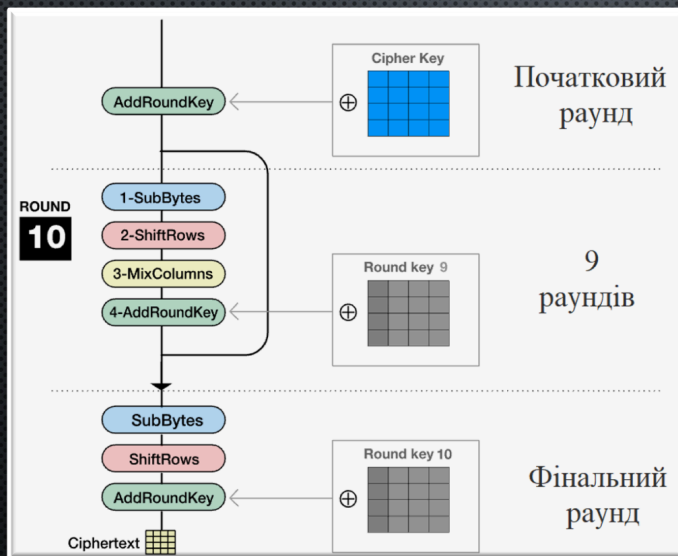 Cipher Key
AddRoundKey
Початковий
раунд
ROUND
10
1-SubBytes
2-ShiftRows
3-MixColumns
4-AddRoundKey
Round key 9
9
раундів
SubBytes
ShiftRows
AddRoundKey
Round key 10
Фінальний
раунд
Ciphertext